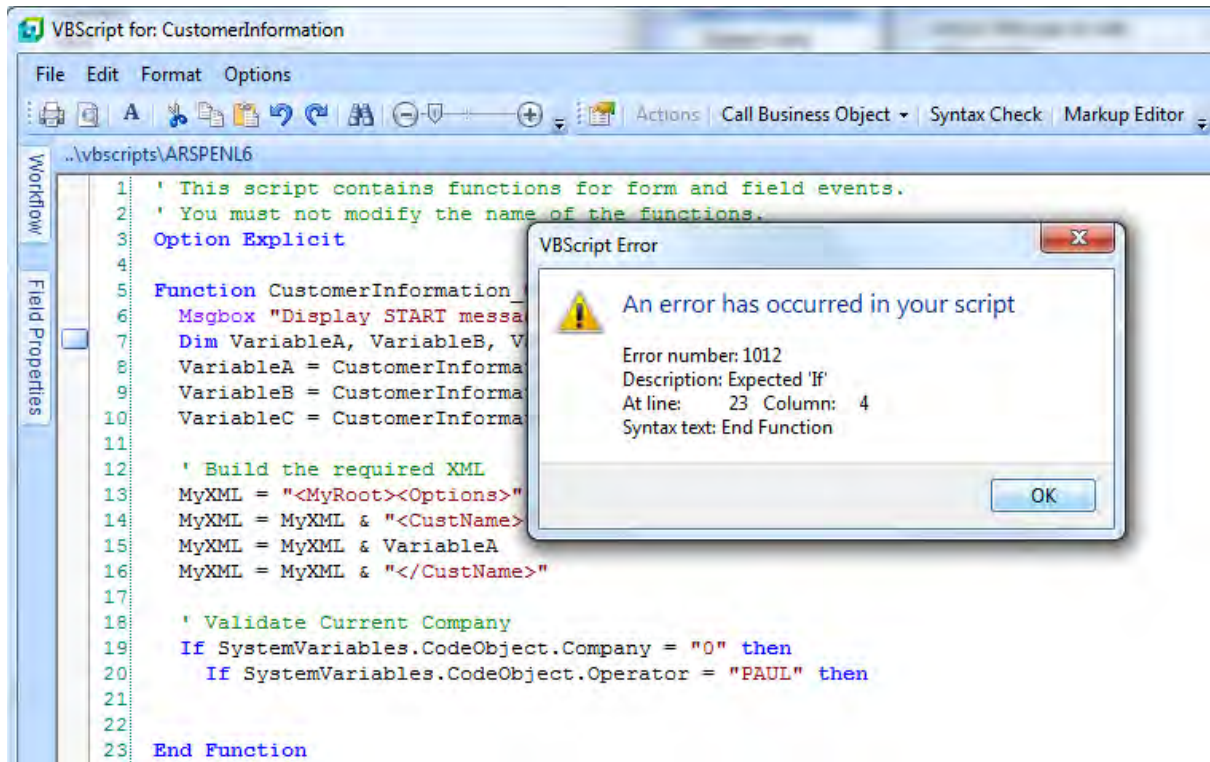 VBScript for: CustomerInformation
File Edit Format Options
A Actions Call Business Object Syntax Check Markup Editor
..\vbscripts\ARSPENL6
Workflow
Field Properties
1 ' This script contains functions for form and field events.
2 ' You must not modify the name of the functions.
3 Option Explicit
4
5 Function CustomerInformation_
6 Msgbox "Display START messa
7 Dim VariableA, VariableB, V
8 VariableA = CustomerInforma
9 VariableB = CustomerInforma
10 VariableC = CustomerInforma
11
12 ' Build the required XML
13 MyXML = "<MyRoot><Options>"
14 MyXML = MyXML & "<CustName>
15 MyXML = MyXML & VariableA
16 MyXML = MyXML & "</CustName>"
17
18 ' Validate Current Company
19 If SystemVariables.CodeObject.Company = "0" then
20 If SystemVariables.CodeObject.Operator = "PAUL" then
21
22
23 End Function
VBScript Error
X
An error has occurred in your script
Error number: 1012
Description: Expected 'If'
At line: 23 Column: 4
Syntax text: End Function
OK